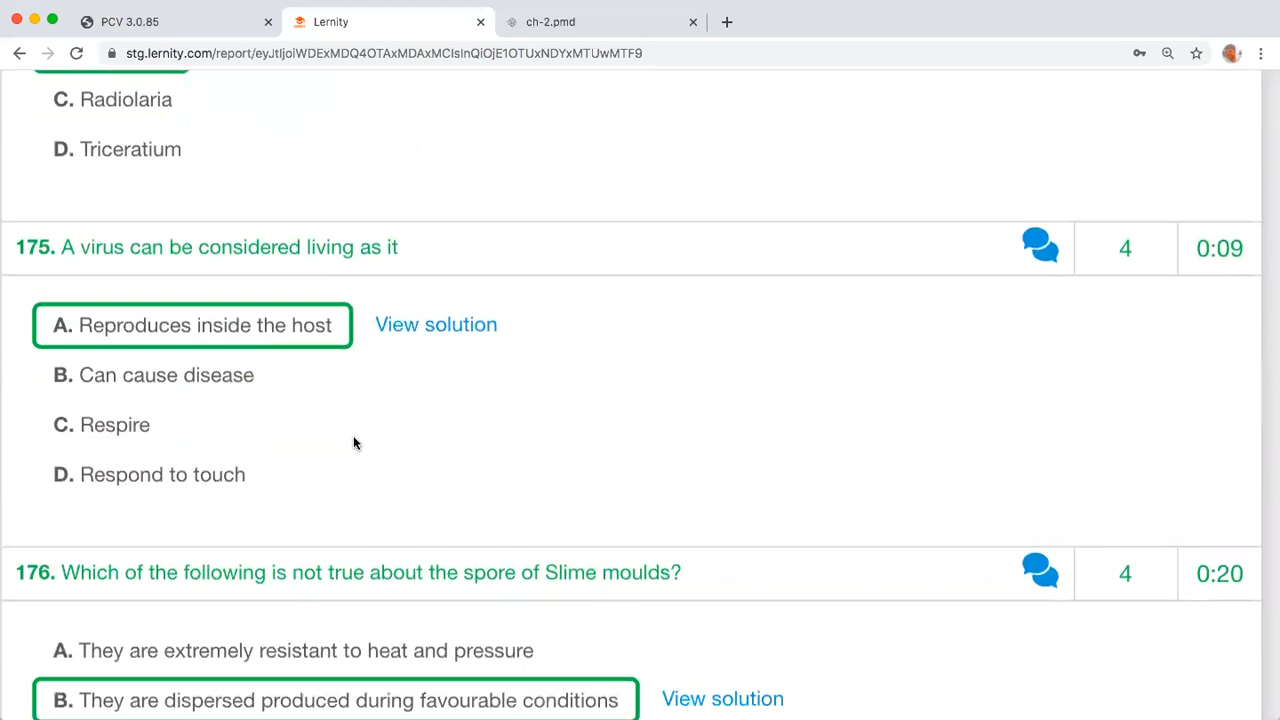 PCV 3.0.85
Lernity
ch-2.pmd
stg.lernity.com/report/eyJtIjoiWDExMDQ4OTAxMDAxMCIsInQiOjE1OTUxNDYxMTUwMTF9
C. Radiolaria
D. Triceratium
175. A virus can be considered living as it
4
0:09
A. Reproduces inside the host
View solution
B. Can cause disease
C. Respire
D. Respond to touch
176. Which of the following is not true about the spore of Slime moulds?
4
0:20
A. They are extremely resistant to heat and pressure
B. They are dispersed produced during favourable conditions
View solution